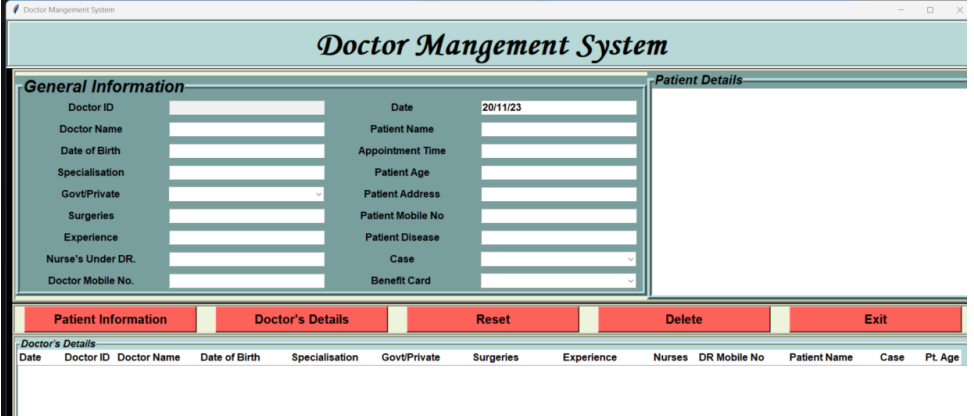 Doctor Mangement System
Doctor Mangement System
General Information
Patient Details
Doctor ID
Date
20/11/23
Doctor Name
Patient Name
Date of Birth
Appointment Time
Specialisation
Patient Age
Govt/Private
Patient Address
Surgeries
Patient Mobile No
Experience
Patient Disease
Nurse's Under DR.
Case
Doctor Mobile No.
Benefit Card
Patient Information
Doctor's Details
Reset
Delete
Exit
Doctor's Details
Date Doctor ID Doctor Name Date of Birth Specialisation Govt/Private Surgeries Experience Nurses DR Mobile No Patient Name Case Pt. Age